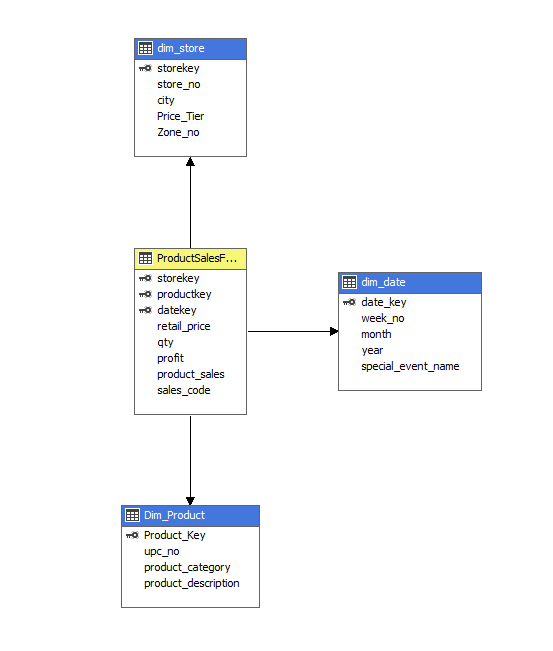 dim_store
storekey
store_no
city
Price_Tier
Zone_no
ProductSalesF...
storekey
productkey
datekey
retail_price
qty
profit
product_sales
sales_code
dim_date
date_key
week_no
month
year
special_event_name
Dim_Product
Product_Key
upc_no
product_category
product_description